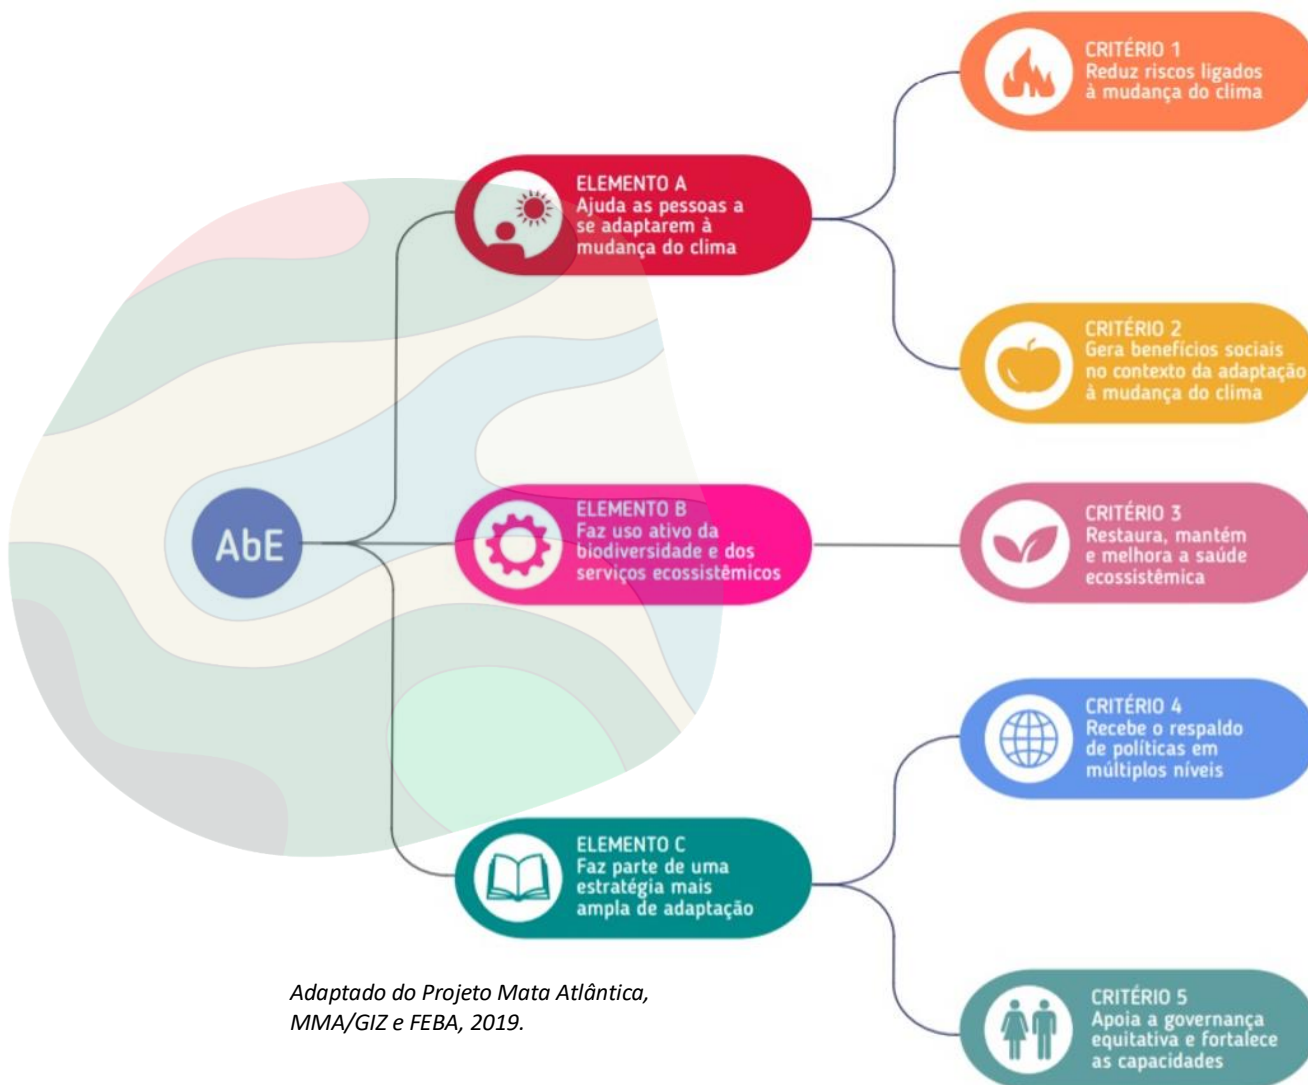 CRITÉRIO 1
Reduz riscos ligados
à mudança do clima
ELEMENTO A
Ajuda as pessoas a
se adaptarem à
mudança do clima
CRITÉRIO 2
Gera benefícios sociais
no contexto da adaptação
à mudança do clima
AbE
ELEMENTO B
Faz uso ativo da
biodiversidade e dos
serviços ecossistêmicos
CRITÉRIO 3
Restaura, mantém
e melhora a saúde
ecossistêmica
CRITÉRIO 4
Recebe o respaldo
de políticas em
múltiplos níveis
ELEMENTO C
Faz parte de uma
estratégia mais
ampla de adaptação
CRITÉRIO 5
Apoia a governança
equitativa e fortalece
as capacidades
Adaptado do Projeto Mata Atlântica,
MMA/GIZ e FEBA, 2019.